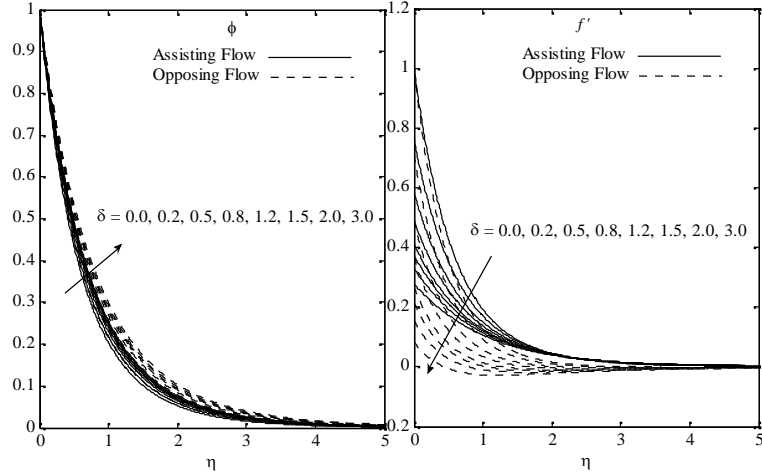 ϕ
Assisting Flow
Opposing Flow
δ = 0.0, 0.2, 0.5, 0.8, 1.2, 1.5, 2.0, 3.0
1
0.9
0.8
0.7
0.6
0.5
0.4
0.3
0.2
0.1
0
0 1 2 3 4 5
η
f'
Assisting Flow
Opposing Flow
δ = 0.0, 0.2, 0.5, 0.8, 1.2, 1.5, 2.0, 3.0
1.2
1
0.8
0.6
0.4
0.2
0
0.2
0 1 2 3 4 5
η